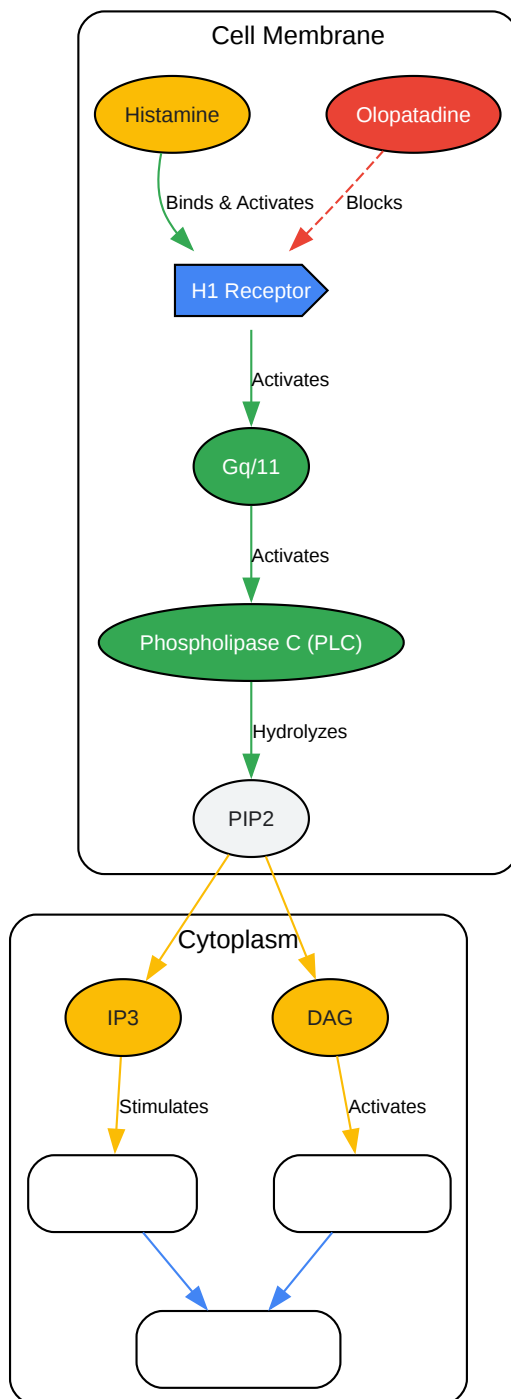 Cell Membrane
Histamine
Olopatadine
Binds & Activates
Blocks
H1 Receptor
Activates
Gq/11
Activates
Phospholipase C (PLC)
Hydrolyzes
PIP2
Cytoplasm
IP3
DAG
Stimulates
Activates